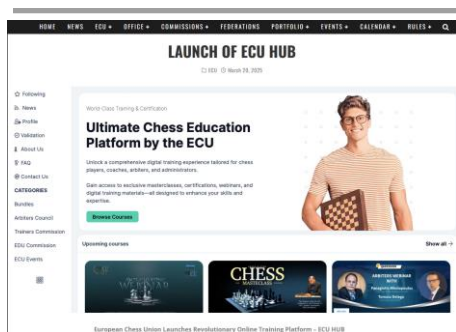 HOME NEWS ECU + OFFICE + COMMISSIONS + FEDERATIONS PORTFOLIO + EVENTS + CALENDAR + RULES +
LAUNCH OF ECU HUB
ECU March 28, 2025
Following
News
Profile
Validation
About Us
FAQ
Contact Us
CATEGORIES
Bundles
Arbiters Council
Trainers Commission
EDU Commission
ECU Events
World-Class Training & Certification
Ultimate Chess Education
Platform by the ECU
Unlock a comprehensive digital training experience tailored for chess
players, coaches, arbiters, and administrators.
Gain access to exclusive masterclasses, certifications, webinars, and
digital training materials—all designed to enhance your skills and
expertise.
Browse Courses
Upcoming courses
Show all →
WEBINAR
CHESS
MASTERCLASS
ARBITERS WEBINAR
WITH
European Chess Union Launches Revolutionary Online Training Platform – ECU HUB